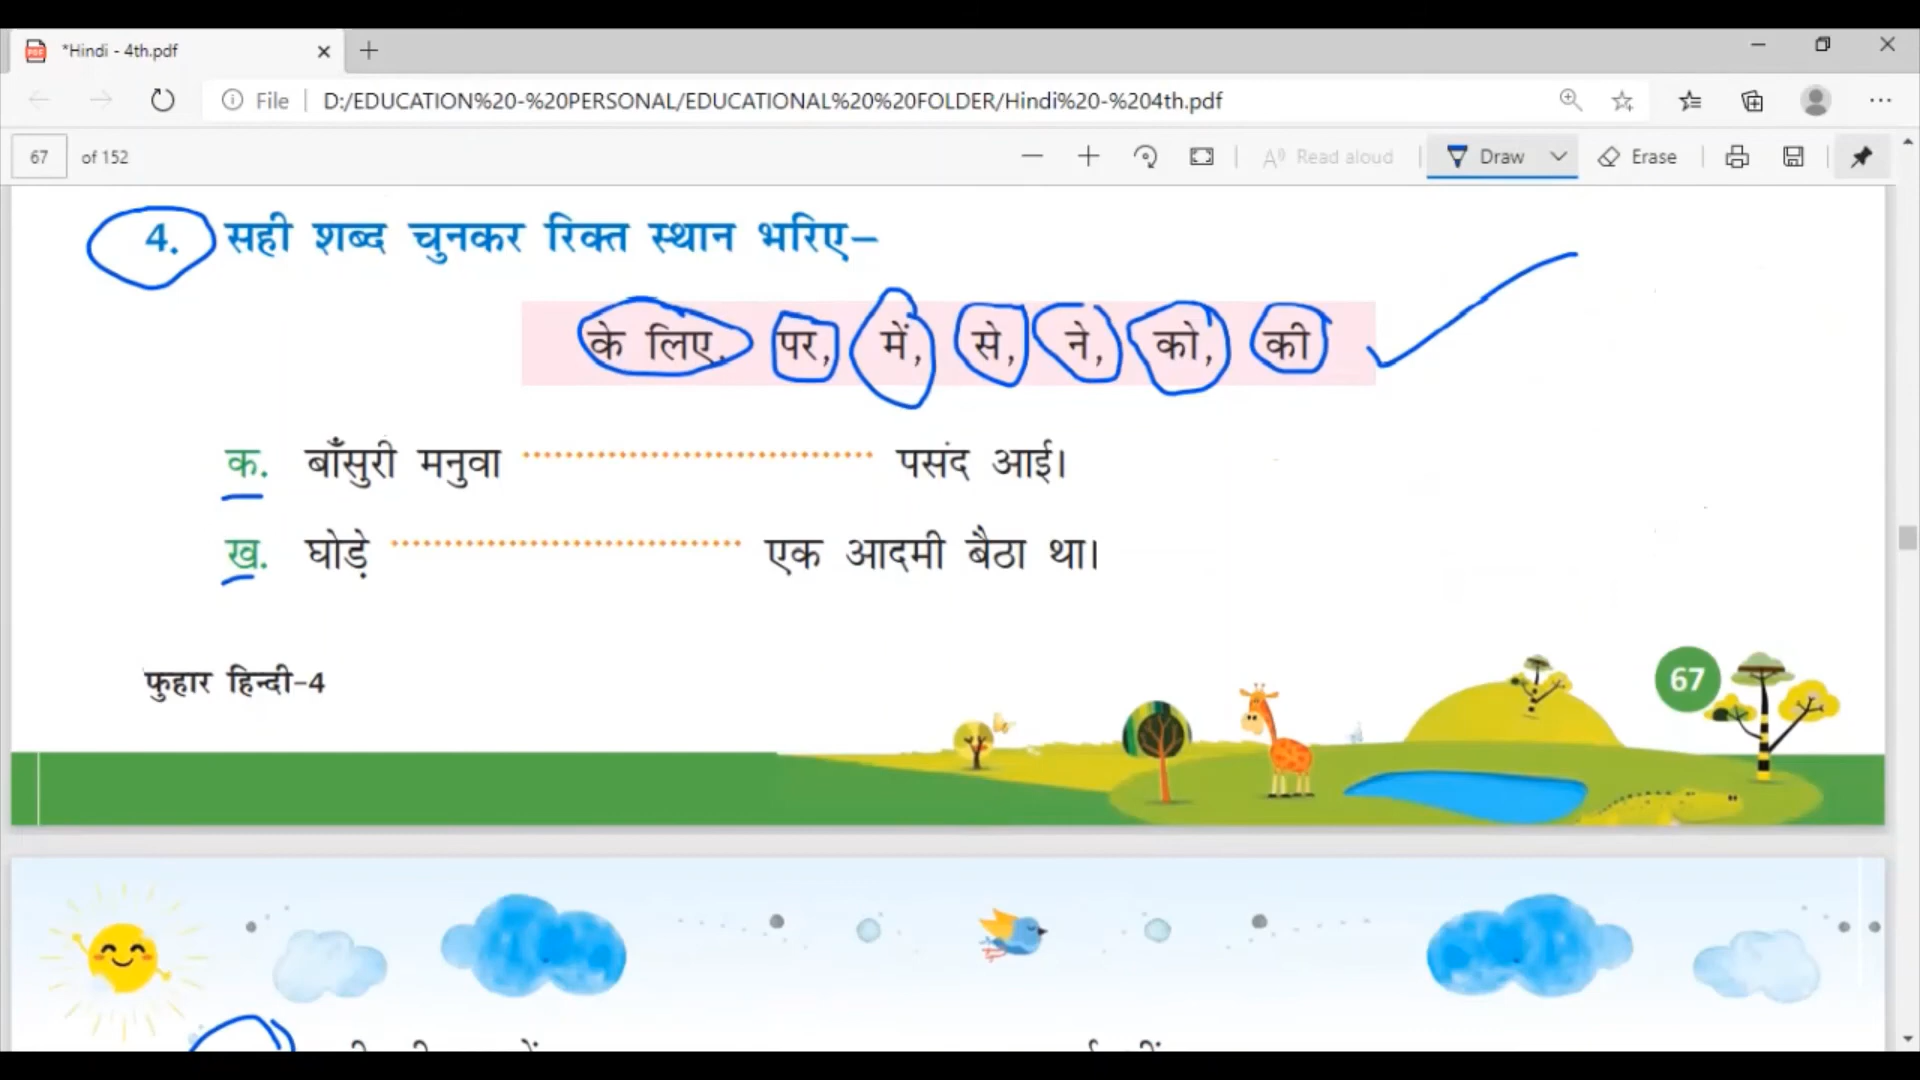 *Hindi - 4th.pdf
File D:/EDUCATION%20-%20PERSONAL/EDUCATIONAL%20%20FOLDER/Hindi%20-%204th.pdf
67 of 152 Read aloud Draw Erase
4. सही शब्द चुनकर रिक्त स्थान भरिए–
के लिए, पर, में, से, ने, को, की
क. बाँसुरी मनुवा .................................. पसंद आई।
ख. घोड़े .................................. एक आदमी बैठा था।
फुहार हिन्दी-4
67